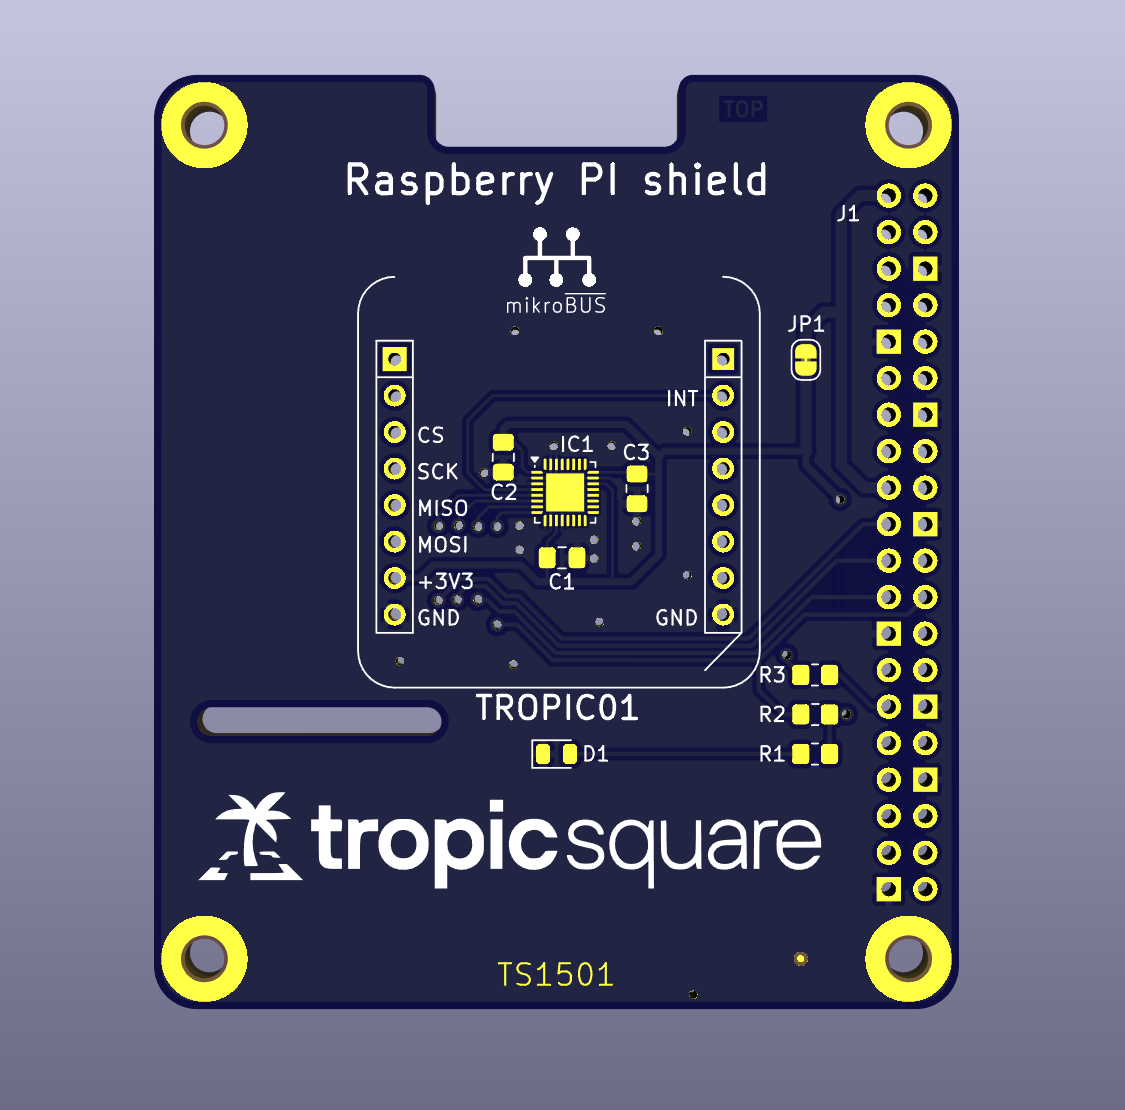 TOP
Raspberry PI shield
J1
mikroBUS
JP1
INT
CS
IC1
C3
SCK
C2
MISO
MOSI
+3V3
C1
GND
GND
R3
TROPIC01
R2
D1
R1
tropicsquare
TS1501